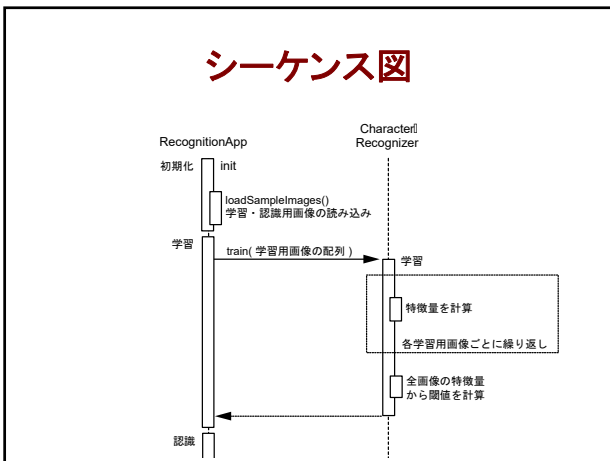 シーケンス図
Character
Recognizer
RecognitionApp
初期化 init
loadSampleImages()
学習・認識用画像の読み込み
学習
train( 学習用画像の配列 )
学習
特徴量を計算
各学習用画像ごとに繰り返し
全画像の特徴量
から閾値を計算
認識